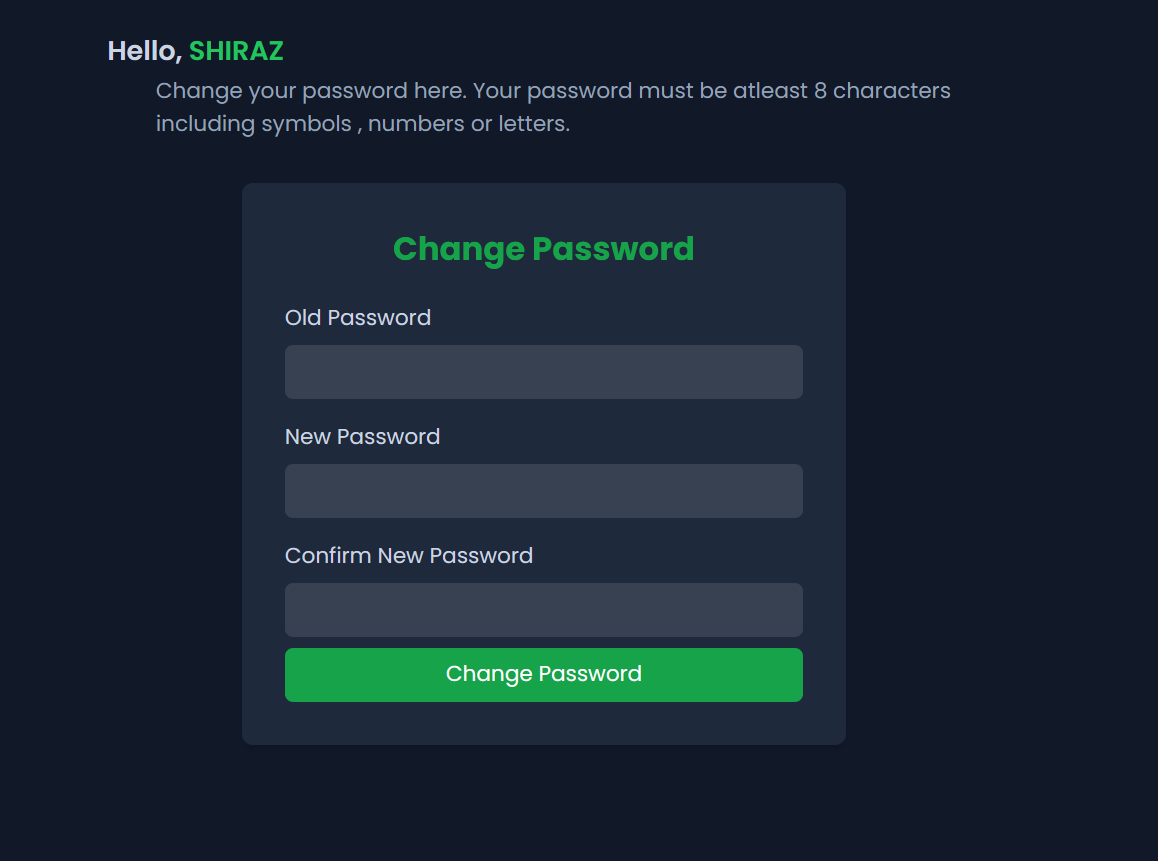 Hello, SHIRAZ
Change your password here. Your password must be atleast 8 characters
including symbols , numbers or letters.
Change Password
Old Password
New Password
Confirm New Password
Change Password